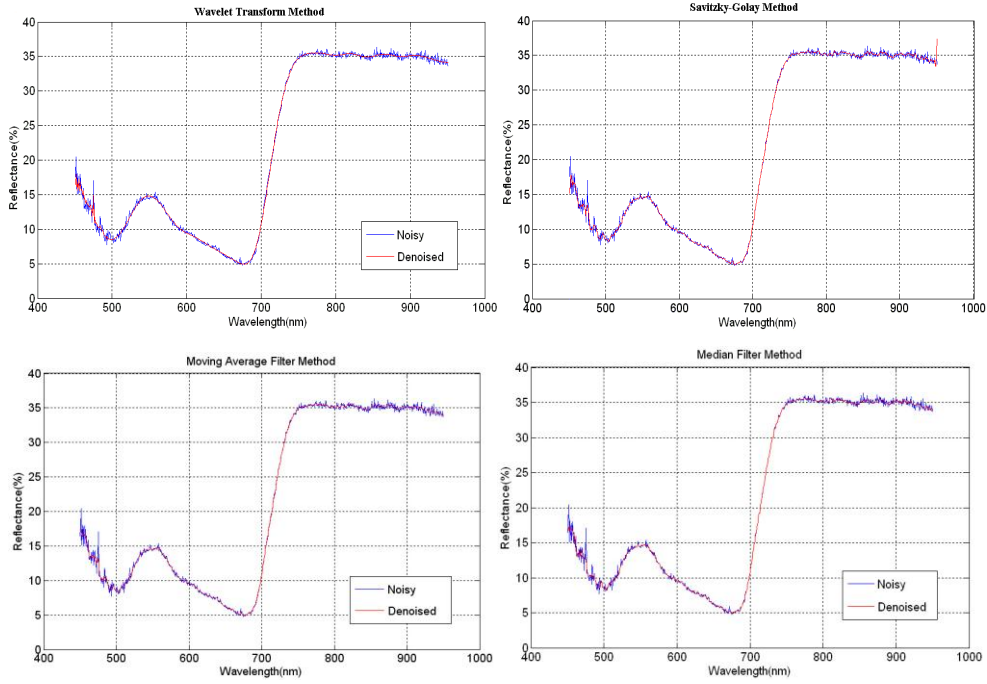 Wavelet Transform Method
40
35
30
25
20
15
10
5
0
Reflectance(%)
400 500 600 700 800 900 1000
Wavelength(nm)
Noisy
Denoised
Savitzky-Golay Method
40
35
30
25
20
15
10
5
0
Reflectance(%)
400 500 600 700 800 900 1000
Wavelength(nm)
Moving Average Filter Method
40
35
30
25
20
15
10
5
0
Reflectance(%)
400 500 600 700 800 900 1000
Wavelength(nm)
Noisy
Denoised
Median Filter Method
40
35
30
25
20
15
10
5
0
Reflectance(%)
400 500 600 700 800 900 1000
Wavelength(nm)
Noisy
Denoised